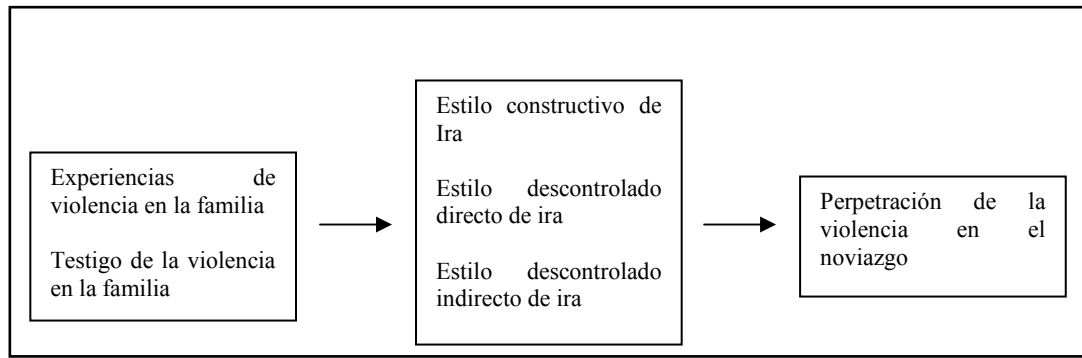 Experiencias de
violencia en la familia
Testigo de la violencia
en la familia
Estilo constructivo de
Ira
Estilo descontrolado
directo de ira
Estilo descontrolado
indirecto de ira
Perpetración de la
violencia en el
noviazgo